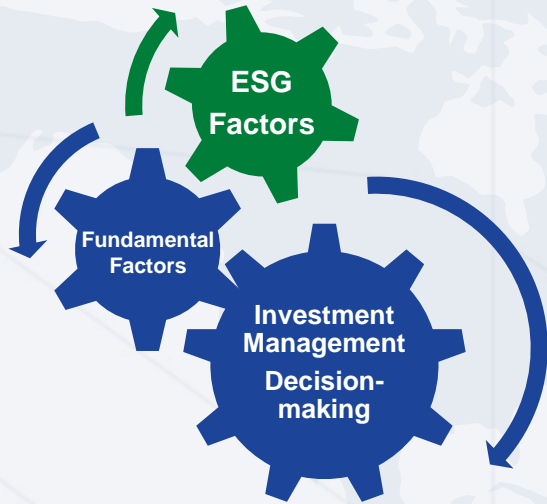 ESG
Factors
Fundamental
Factors
Investment
Management
Decision-
making